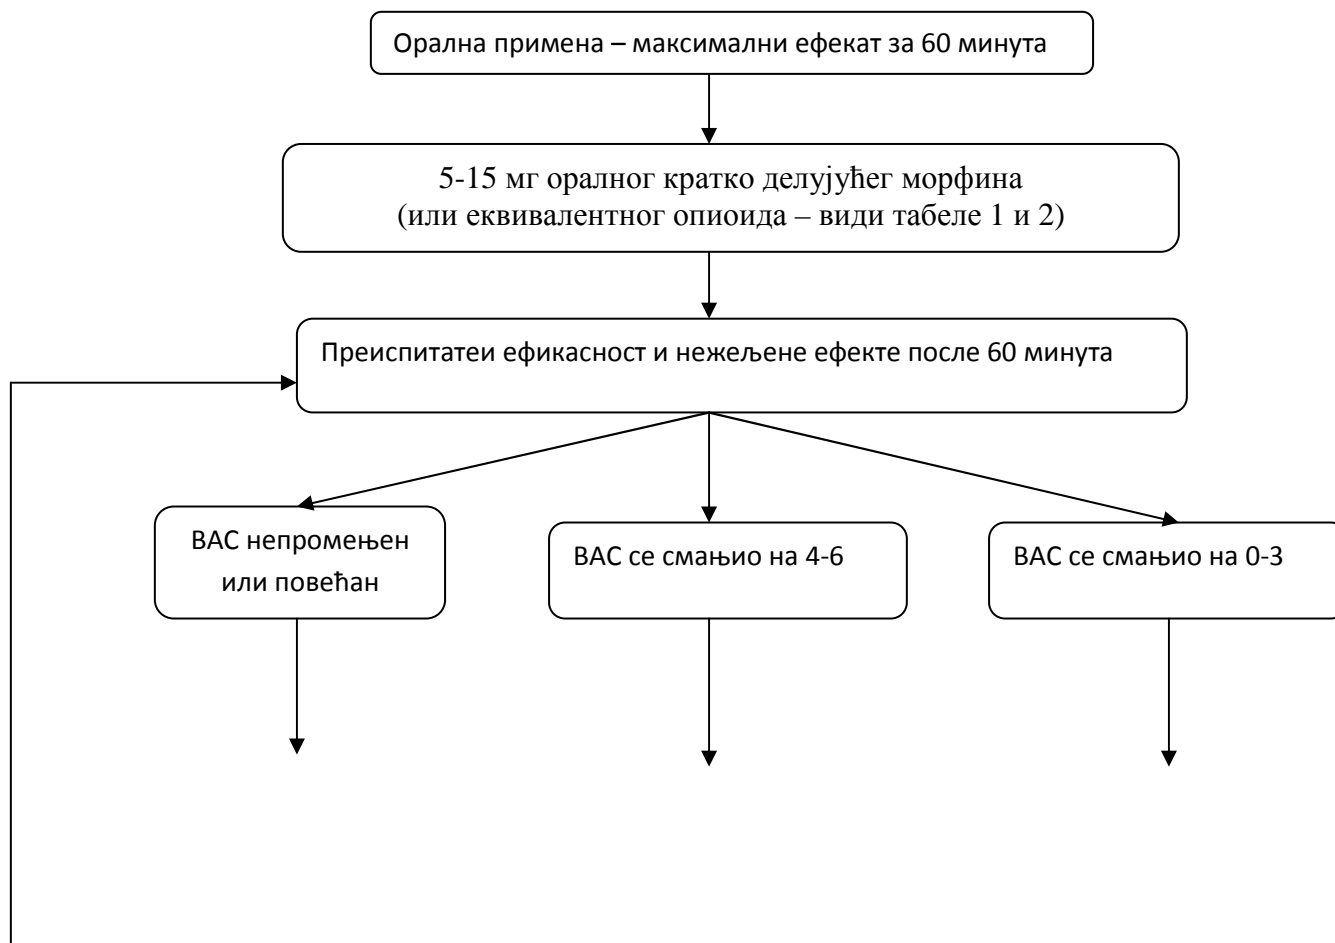 Орална примена – максимални ефекат за 60 минута
5-15 мг оралног кратко делујућег морфина
(или еквивалентног опиоида – види табеле 1 и 2)
Преиспитатеи ефикасност и нежељене ефекте после 60 минута
ВАС непромењен
или повећан
ВАС се смањио на 4-6
ВАС се смањио на 0-3